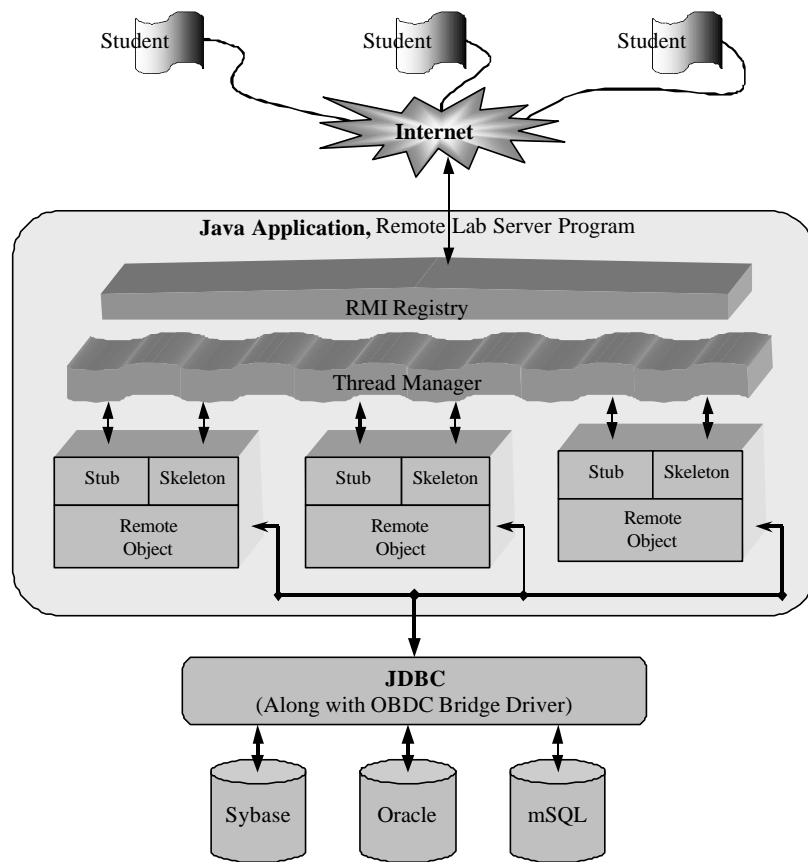 Student Student Student
Internet
Java Application, Remote Lab Server Program
RMI Registry
Thread Manager
Stub Skeleton Stub Skeleton Stub Skeleton
Remote Remote Remote
Object Object Object
JDBC
(Along with OBDC Bridge Driver)
Sybase Oracle mSQL